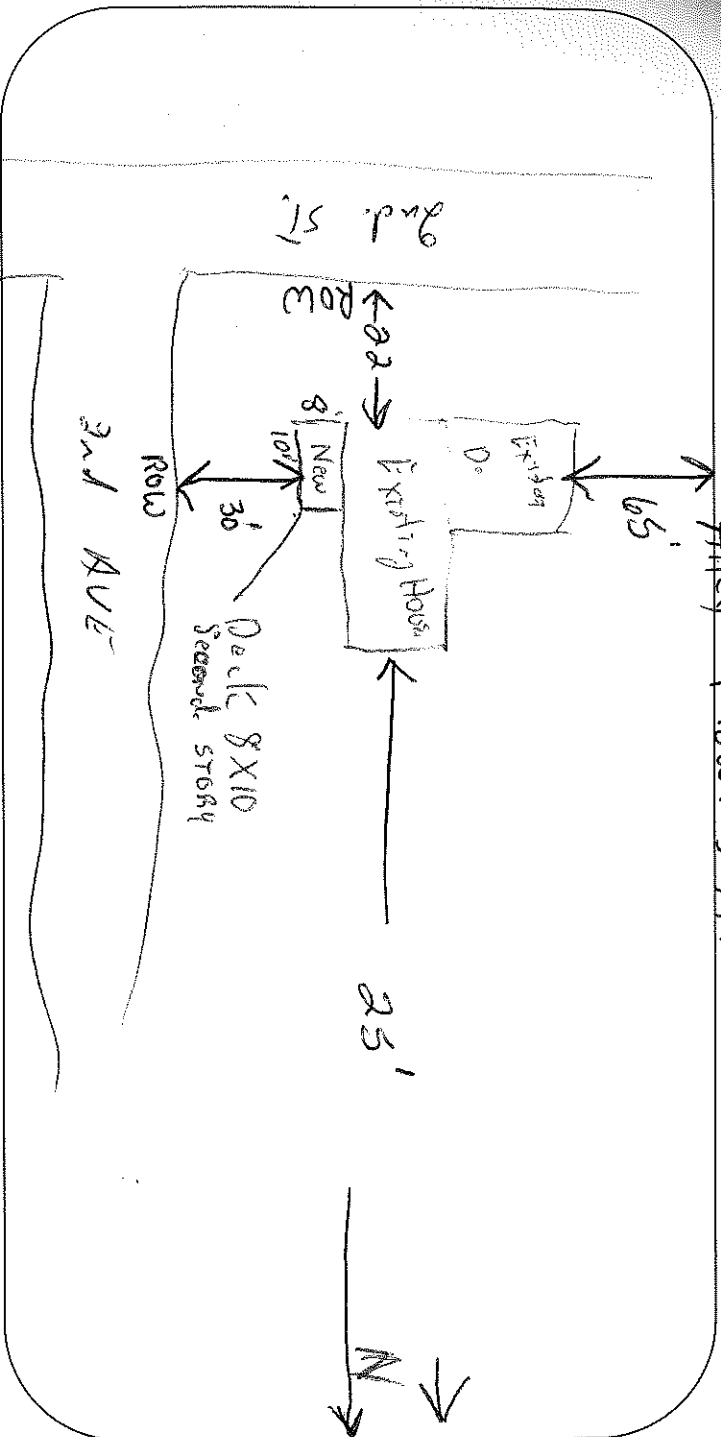 2nd. ST.
ROW
22
Existing
65'
Existing House
New
8'
10'
30'
ROW
2nd AVE
Deck 8X10
Second STORY
25'
N